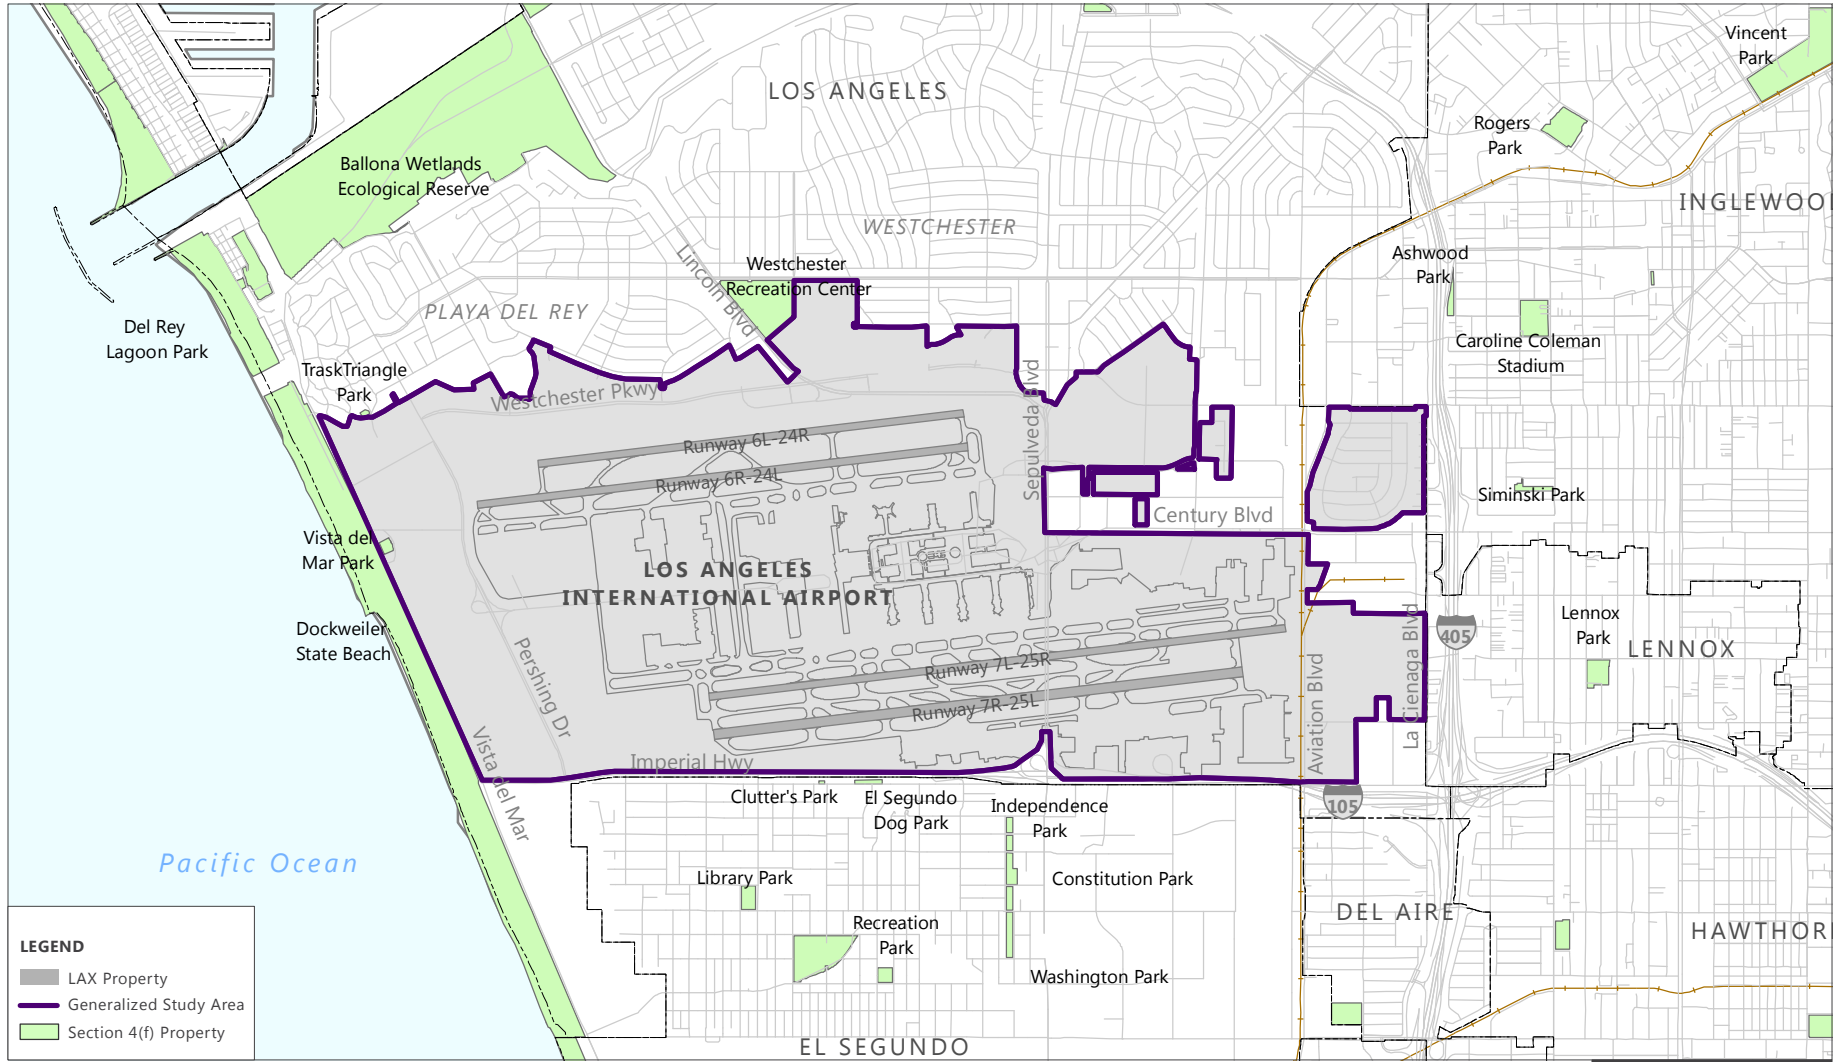 Vincent
Park
LOS ANGELES
Rogers
Park
Ballona Wetlands
Ecological Reserve
INGLEWOO
WESTCHESTER
Ashwood
Park
Westchester
Recreation Center
Lincoln Blvd
PLAYA DEL REY
Del Rey
Lagoon Park
Caroline Coleman
Stadium
TraskTriangle
Park
Westchester Pkwy
Sepulveda Blvd
Runway 6L-24R
Runway 6R-24L
Siminski Park
Century Blvd
Vista del
Mar Park
LOS ANGELES
INTERNATIONAL AIRPORT
Dockweiler
State Beach
Lennox
Park
405
LENNOX
Pershing Dr
Runway 7L-25R
Runway 7R-25L
Aviation Blvd
La Cienaga Blvd
Vista del Mar
Imperial Hwy
Clutter's Park
El Segundo
Dog Park
Independence
Park
105
Pacific Ocean
Library Park
Constitution Park
Recreation
Park
DEL AIRE
HAWTHOR
Washington Park
EL SEGUNDO
LEGEND
LAX Property
Generalized Study Area
Section 4(f) Property